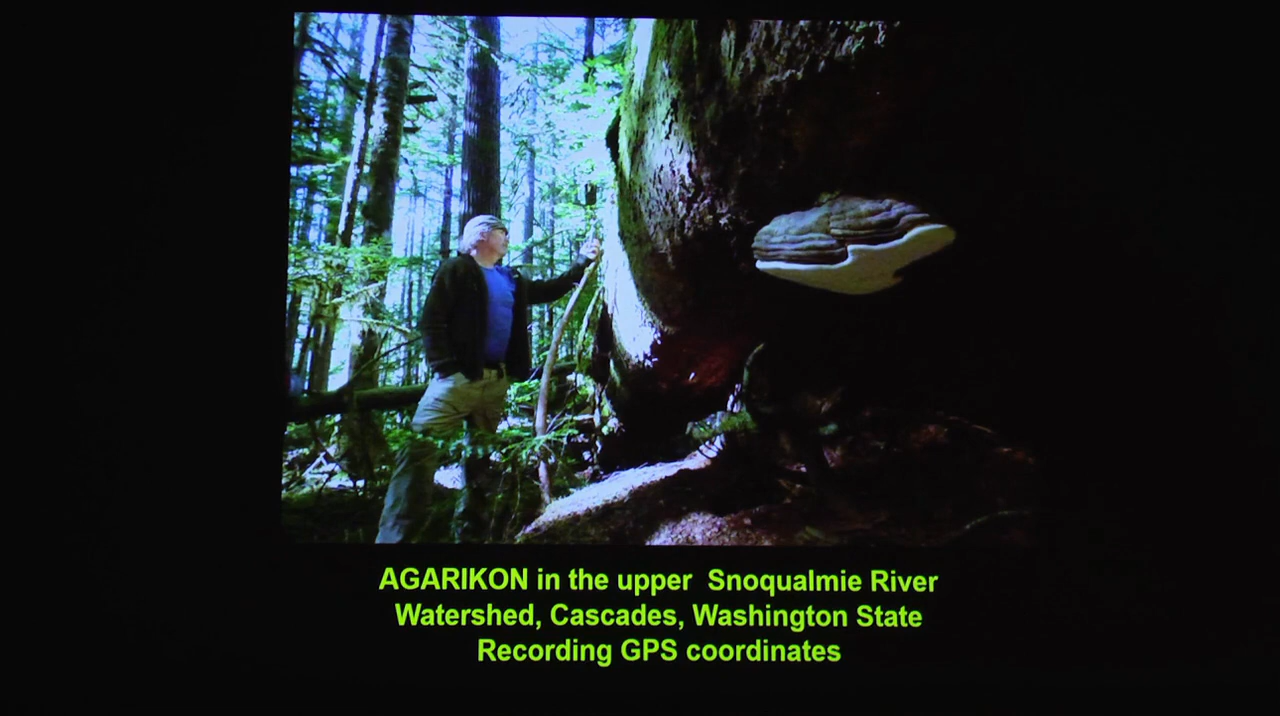 AGARIKON in the upper Snoqualmie River
Watershed, Cascades, Washington State
Recording GPS coordinates